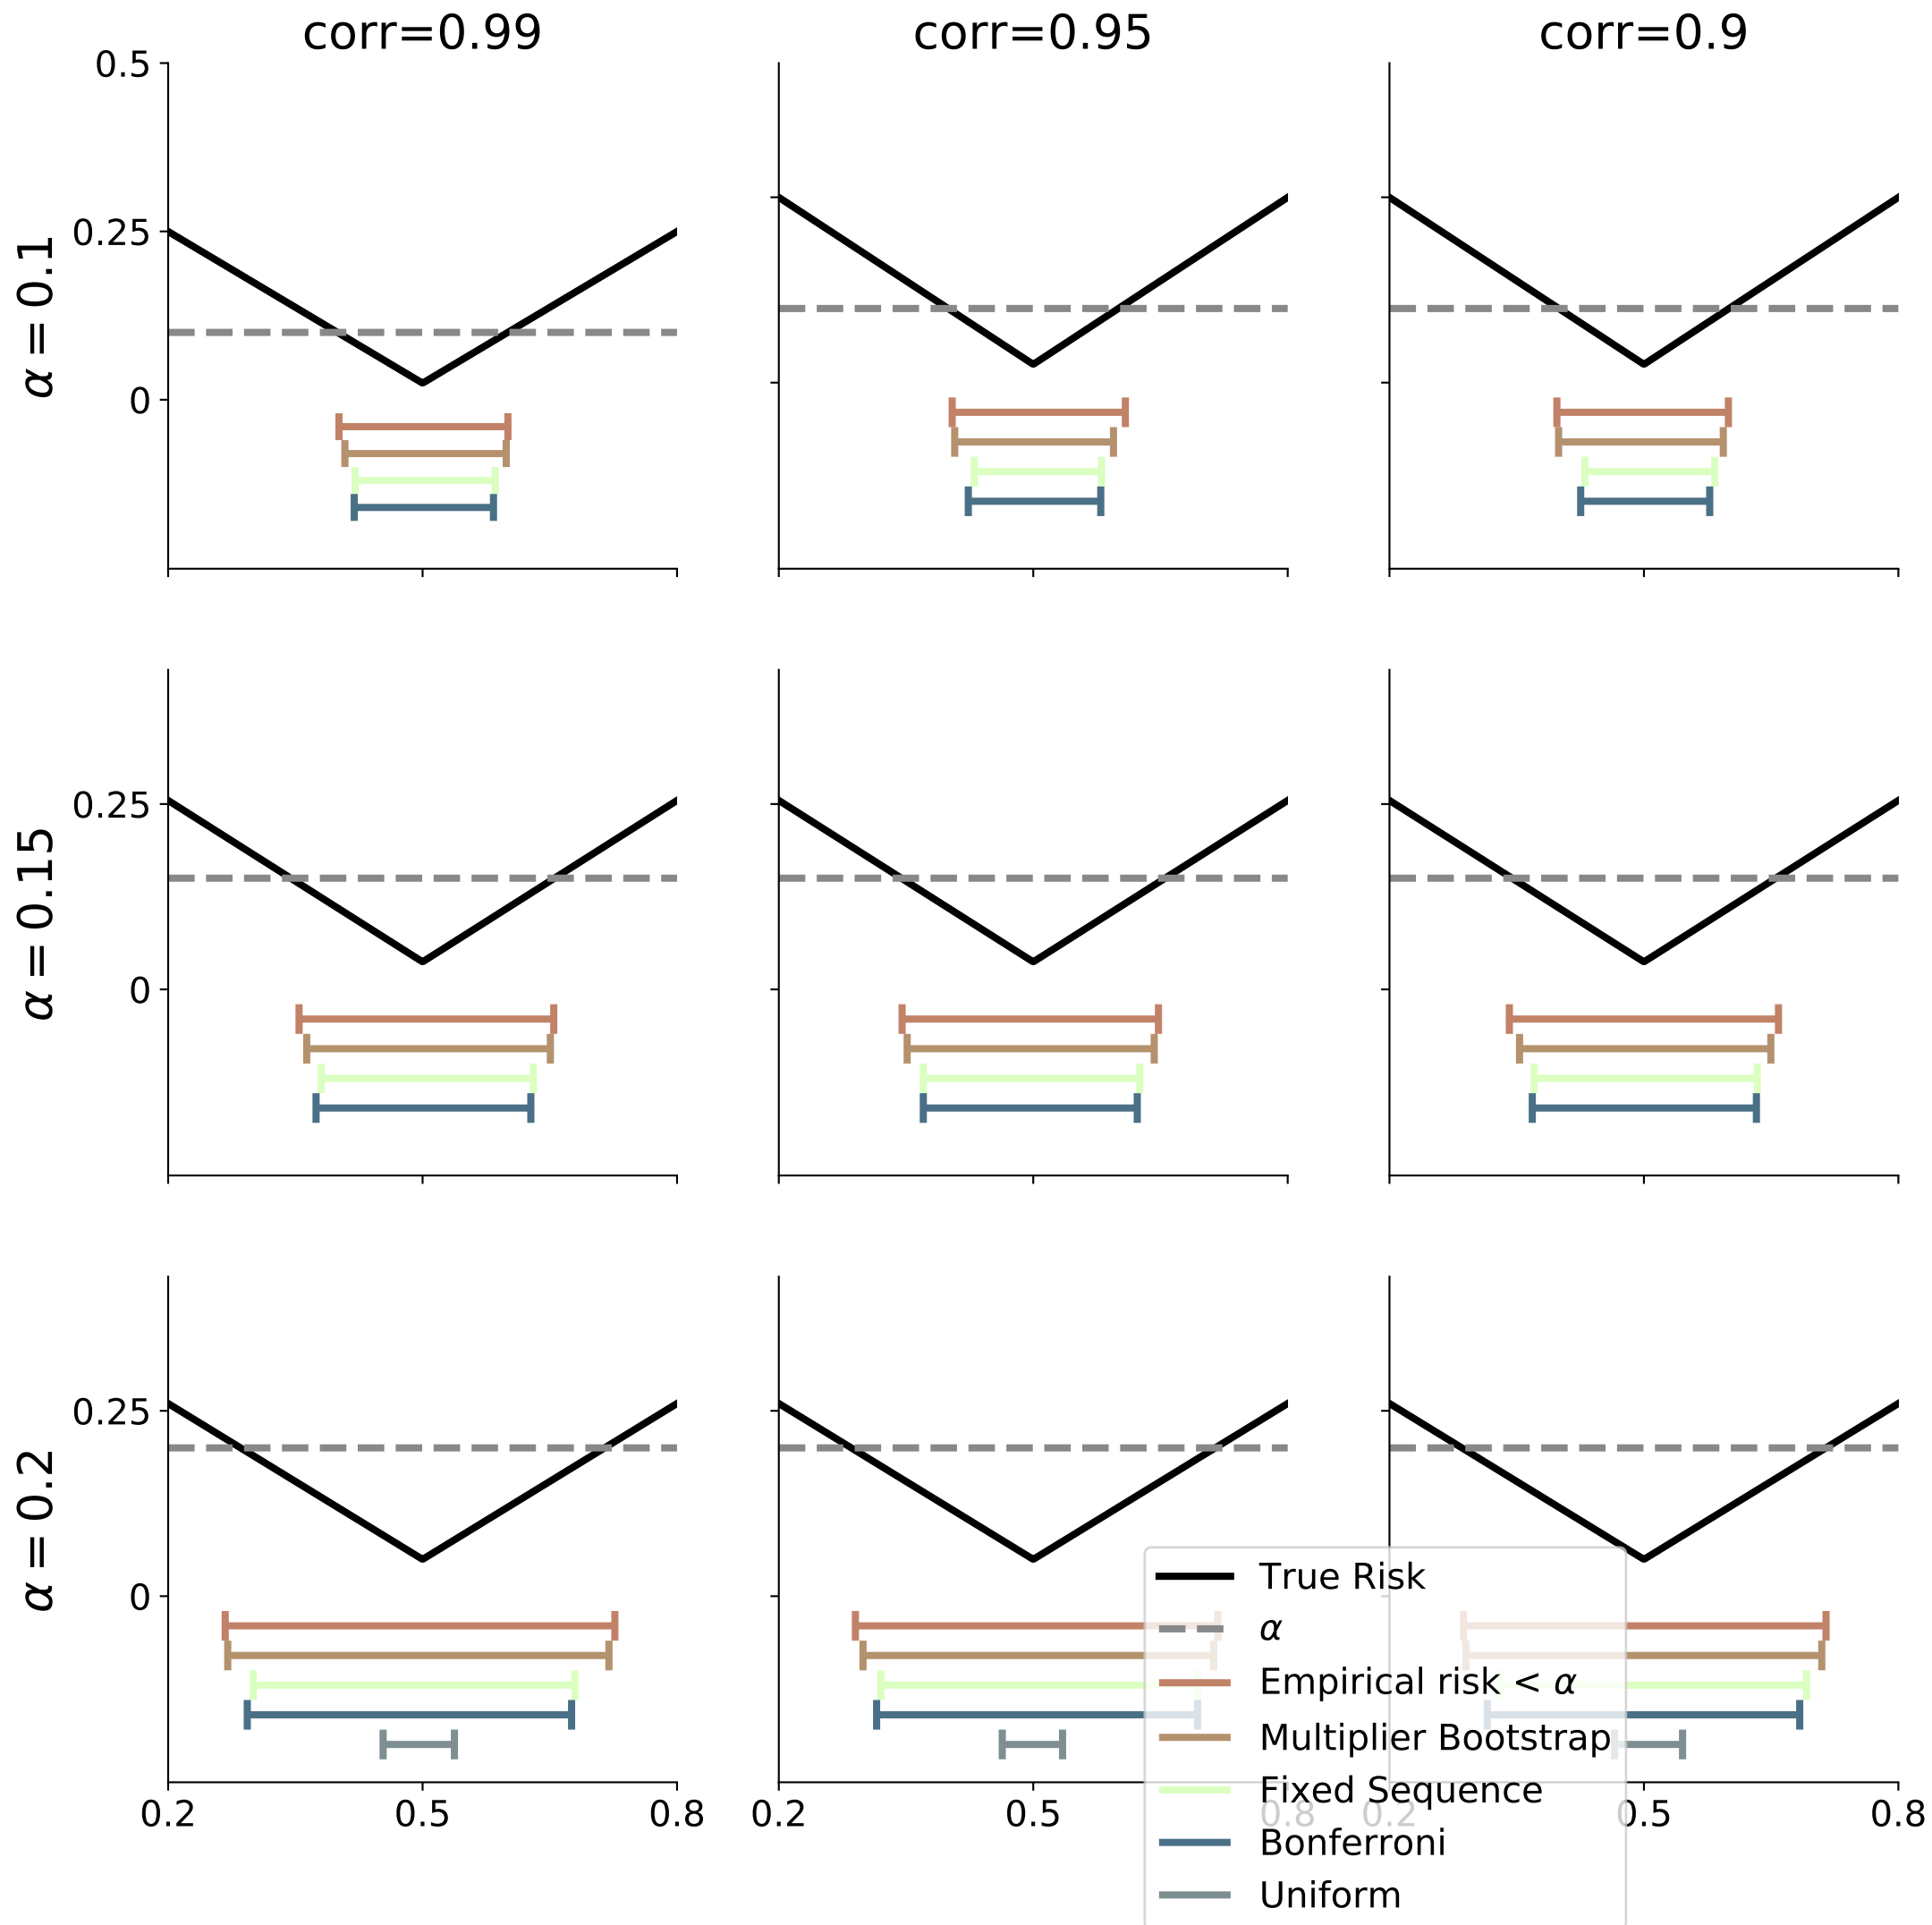 corr=0.99 corr=0.95 corr=0.9
0.5
0.25
0
α = 0.1
0.25
0
α = 0.15
0.25
0
α = 0.2
0.2 0.5 0.8 0.2 0.5 0.8 0.2 0.5 0.8
True Risk
α
Empirical risk < α
Multiplier Bootstrap
Fixed Sequence
Bonferroni
Uniform